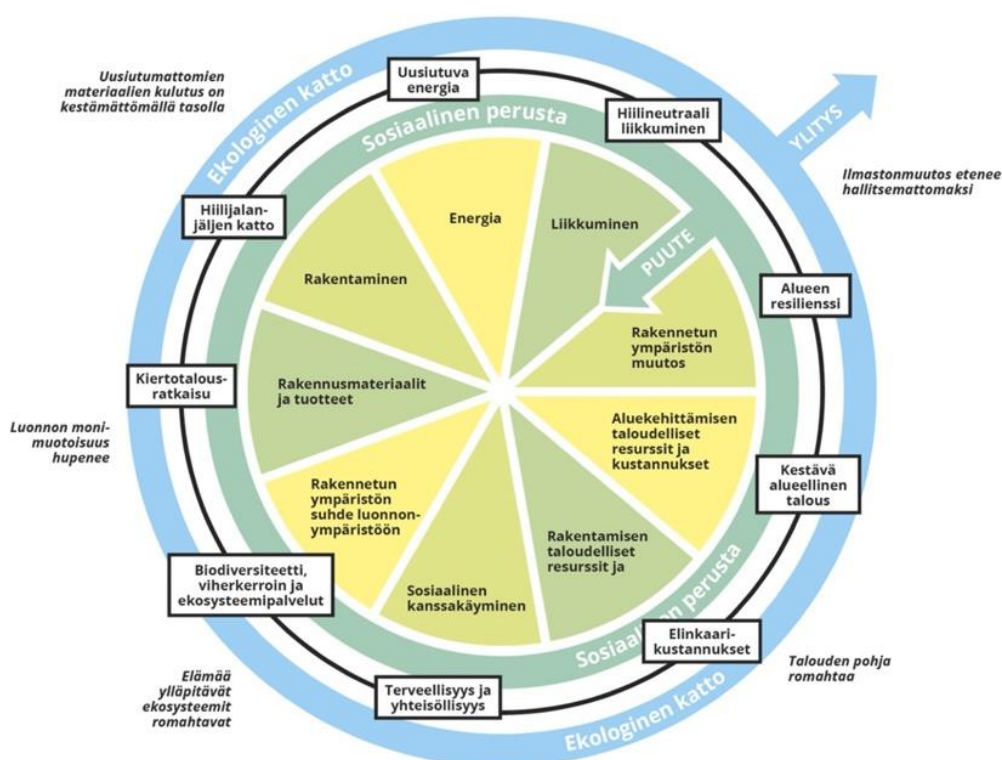 Uusiutumattomien
materiaalien kulutus on
kestämättömällä tasolla
Ekologinen katto
Uusiutuva
energia
Sosiaalinen perusta
Hiilineutraali
liikkuminen
YLITYS
Ilmastonmuutos etenee
hallitsemattomaksi
Hiilijalan-
jäljen katto
Energia
Liikkuminen
PUUTE
Rakentaminen
Alueen
resilienssi
Rakennetun
ympäristön
muutos
Kiertotalous-
ratkaisu
Rakennusmateriaalit
ja tuotteet
Luonnon moni-
muotoisuus
hupenee
Aluekehittämisen
taloudelliset
resurssit ja
kustannukset
Kestävä
alueellinen
talous
Rakennetun
ympäristön
suhde luonnon-
ympäristöön
Rakentamisen
taloudelliset
resurssit ja
Biodiversiteetti,
viherkerroin ja
ekosysteemipalvelut
Sosiaalinen
kanssakäyminen
Sosiaalinen perusta
Elinkaari-
kustannukset
Talouden pohja
romahtaa
Elämää
ylläpitävät
ekosysteemit
romahtavat
Terveellisyys ja
yhteisöllisyys
Ekologinen katto